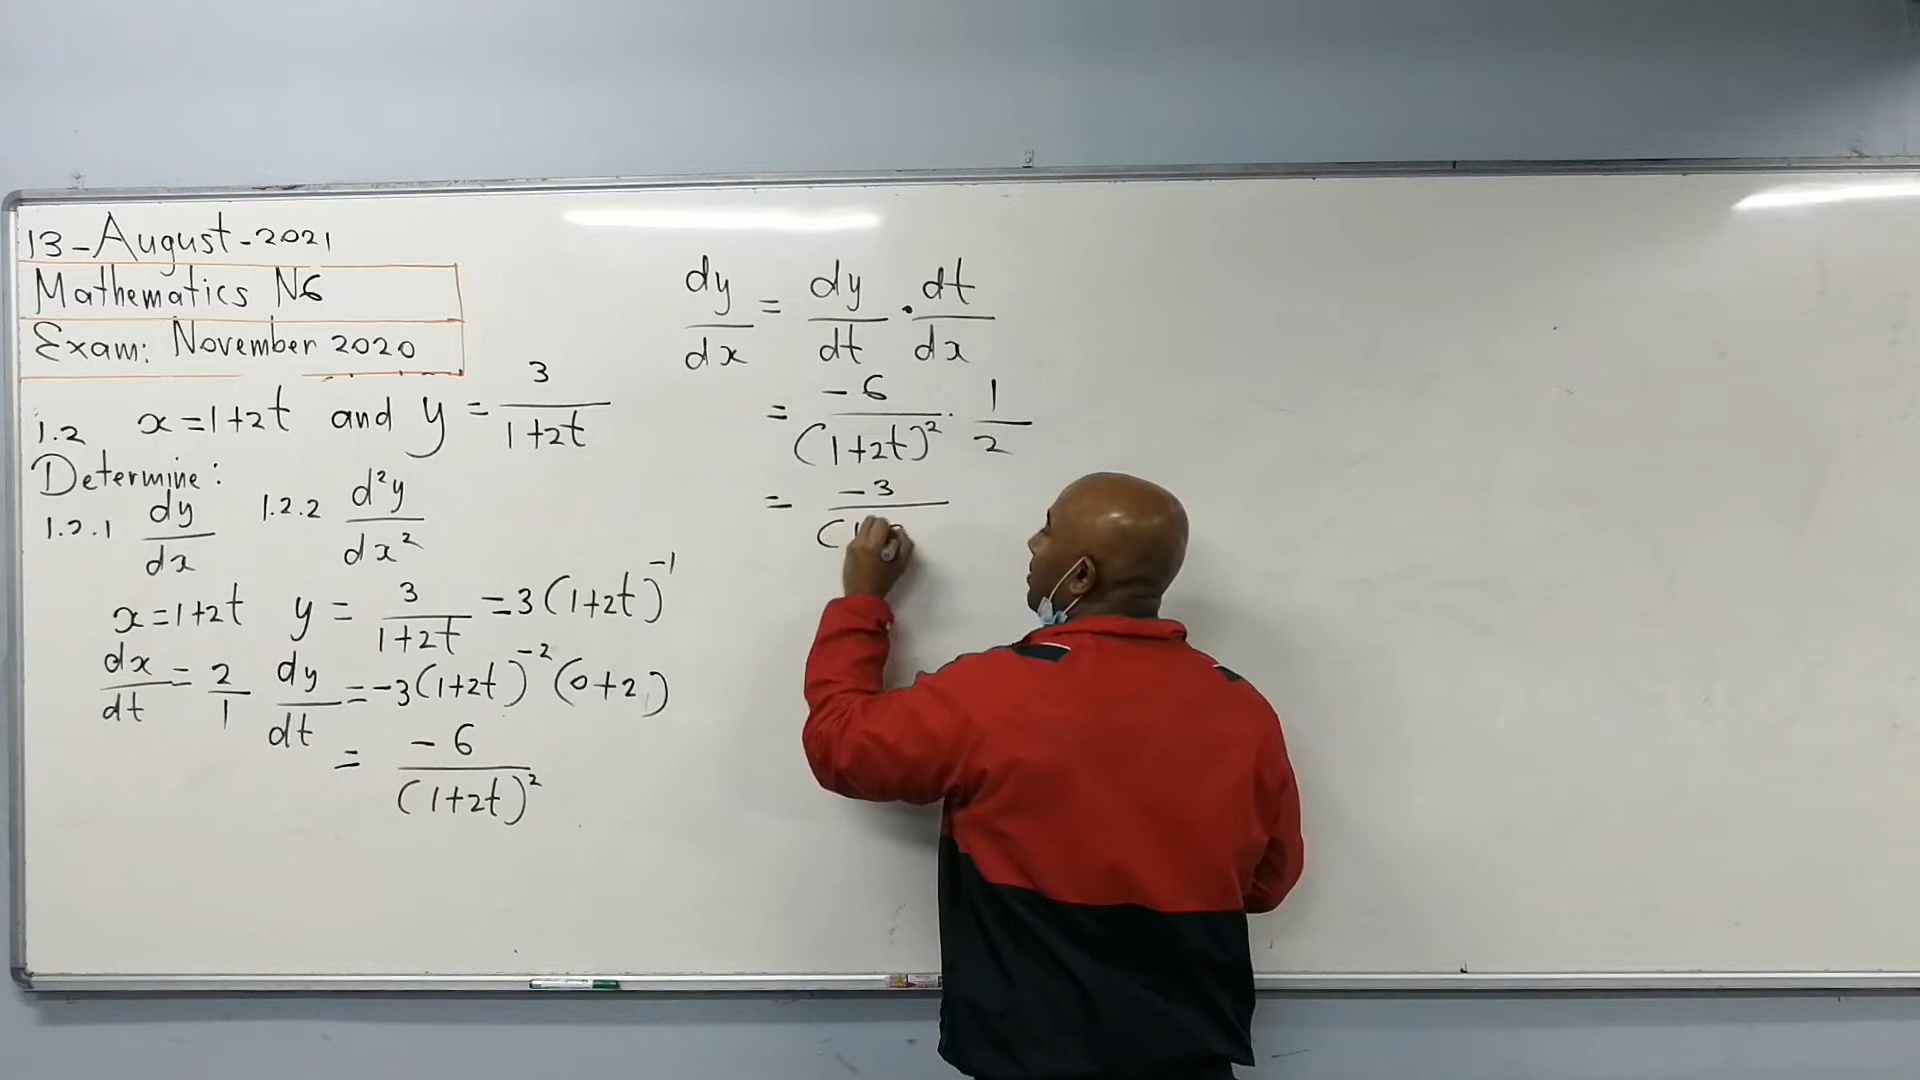 13-August-2021
Mathematics N6
Exam: November 2020
1.2 x=1+2t and y = 3/(1+2t)
Determine:
1.2.1 dy/dx 1.2.2 d²y/dx²
x=1+2t y = 3/(1+2t) =3(1+2t)⁻¹
dx/dt = 2/1 dy/dt =-3(1+2t)⁻²(0+2)
= -6/(1+2t)²
dy/dx = dy/dt · dt/dx
= -6/(1+2t)² · 1/2
= -3/(1